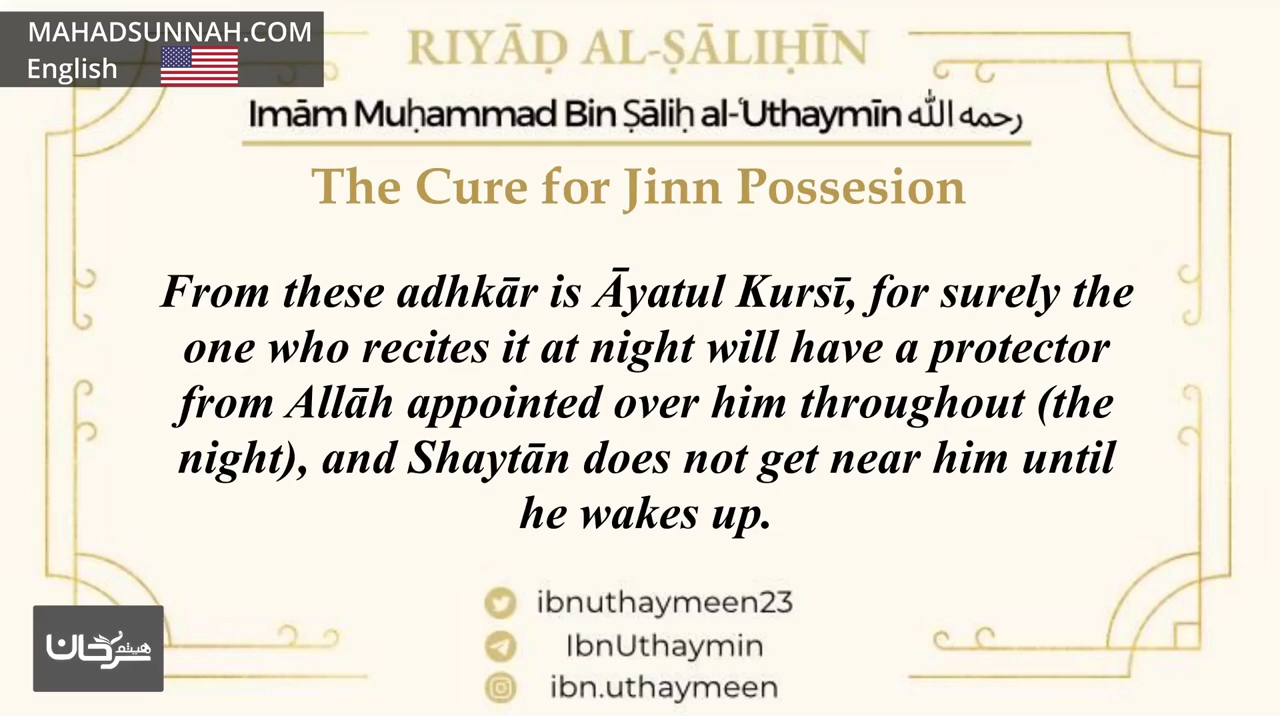 MAHADSUNNAH.COM
English
RIYĀḌ AL-ṢĀLIḤĪN
Imām Muḥammad Bin Ṣāliḥ al-ʿUthaymīn رحمه الله
The Cure for Jinn Possesion
From these adhkār is Āyatul Kursī, for surely the
one who recites it at night will have a protector
from Allāh appointed over him throughout (the
night), and Shaytān does not get near him until
he wakes up.
ibnuthaymeen23
IbnUthaymin
ibn.uthaymeen
هيثم سرحان